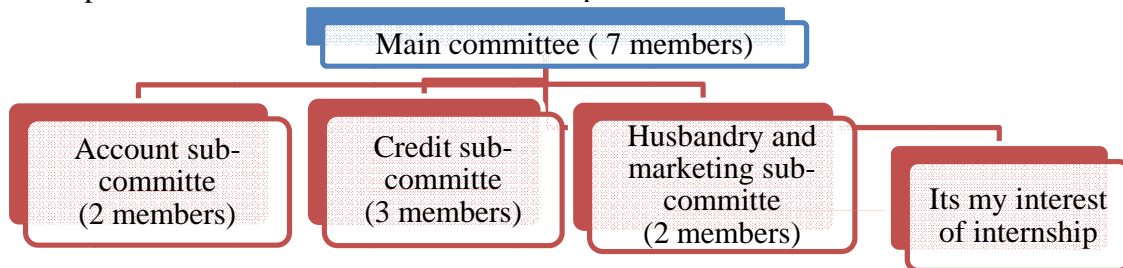 Main committee ( 7 members)
Account sub-
committe
(2 members)
Credit sub-
committe
(3 members)
Husbandry and
marketing sub-
committe
(2 members)
Its my interest
of internship